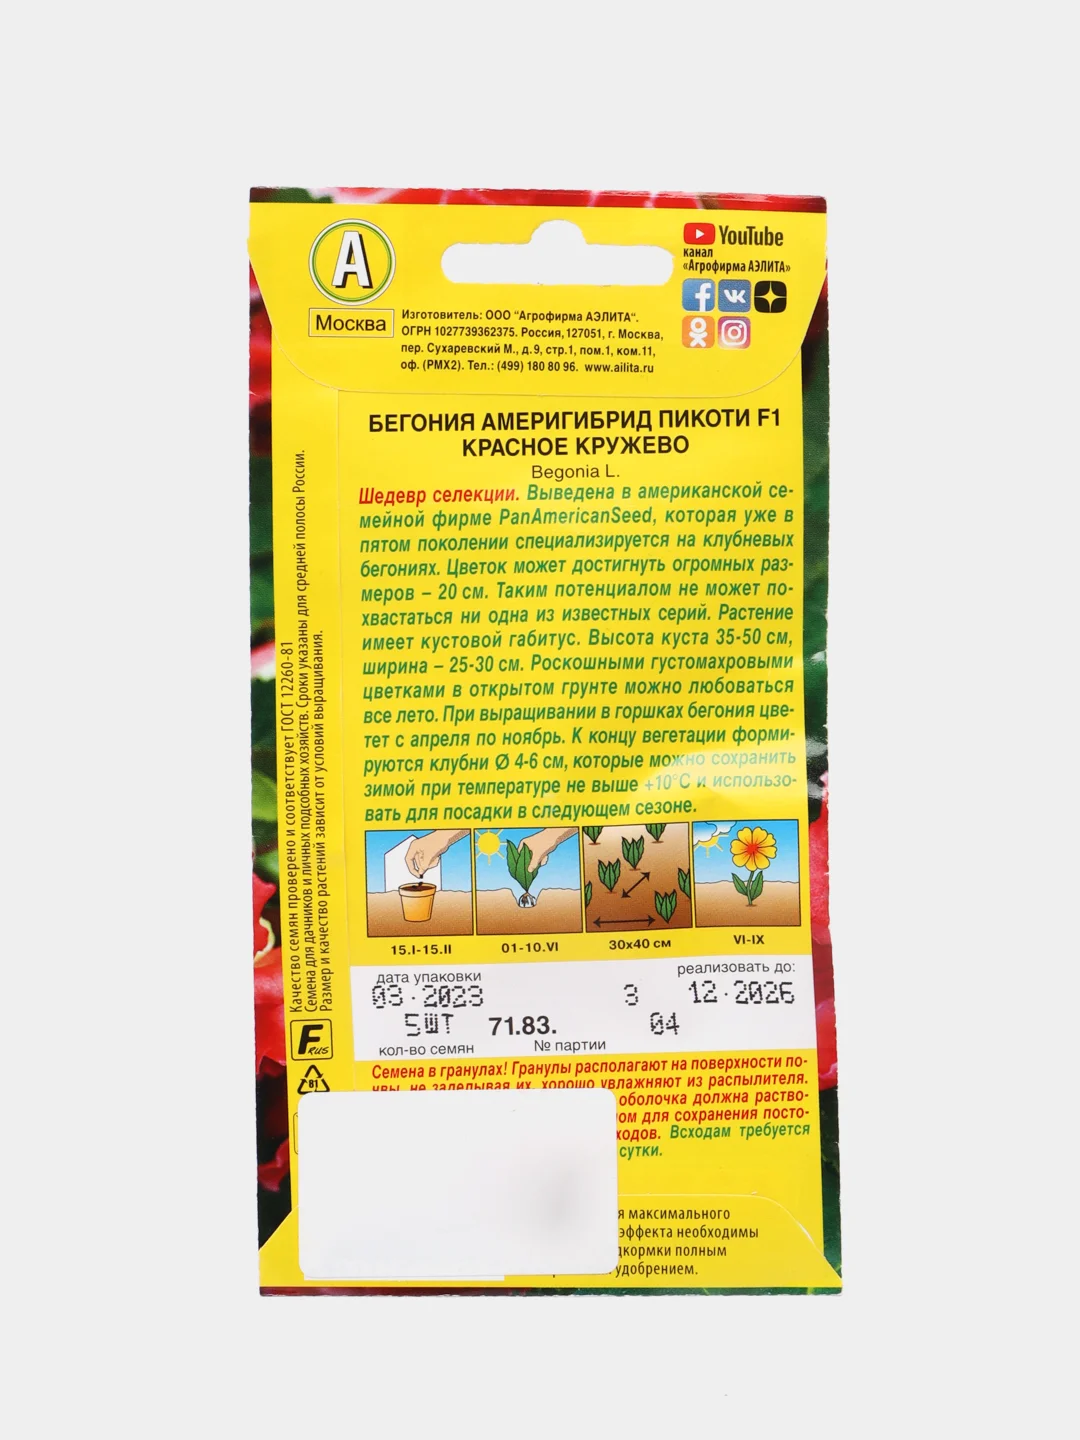 А
Москва
Изготовитель: ООО "Агрофирма АЭЛИТА".
ОГРН 1027739362375. Россия, 127051, г. Москва,
пер. Сухаревский М., д.9, стр.1, пом.1, ком.11,
оф. (РМХ2). Тел.: (499) 180 80 96. www.ailita.ru
YouTube
канал
«Агрофирма АЭЛИТА»
БЕГОНИЯ АМЕРИГИБРИД ПИКОТИ F1
КРАСНОЕ КРУЖЕВО
Begonia L.
Шедевр селекции. Выведена в американской се-
мейной фирме PanAmericanSeed, которая уже в
пятом поколении специализируется на клубневых
бегониях. Цветок может достигнуть огромных раз-
меров – 20 см. Таким потенциалом не может по-
хвастаться ни одна из известных серий. Растение
имеет кустовой габитус. Высота куста 35-50 см,
ширина – 25-30 см. Роскошными густомахровыми
цветками в открытом грунте можно любоваться
все лето. При выращивании в горшках бегония цве-
тет с апреля по ноябрь. К концу вегетации форми-
руются клубни Ø 4-6 см, которые можно сохранить
зимой при температуре не выше +10°C и использо-
вать для посадки в следующем сезоне.
15.I-15.II
01-10.VI
30х40 см
VI-IX
дата упаковки
реализовать до:
03.2023 3 12.2026
5ШТ 71.83. 04
кол-во семян № партии
Семена в гранулах! Гранулы располагают на поверхности по-
чвы, не заделывая их, хорошо увлажняют из распылителя.
оболочка должна раство-
ом для сохранения посто-
ходов. Всходам требуется
сутки.
я максимального
эффекта необходимы
дкормки полным
удобрением.
Качество семян проверено и соответствует ГОСТ 12260-81
Семена для дачников и личных подсобных хозяйств. Сроки указаны для средней полосы России.
Размер и качество растений зависит от условий выращивания.
F RUS
81